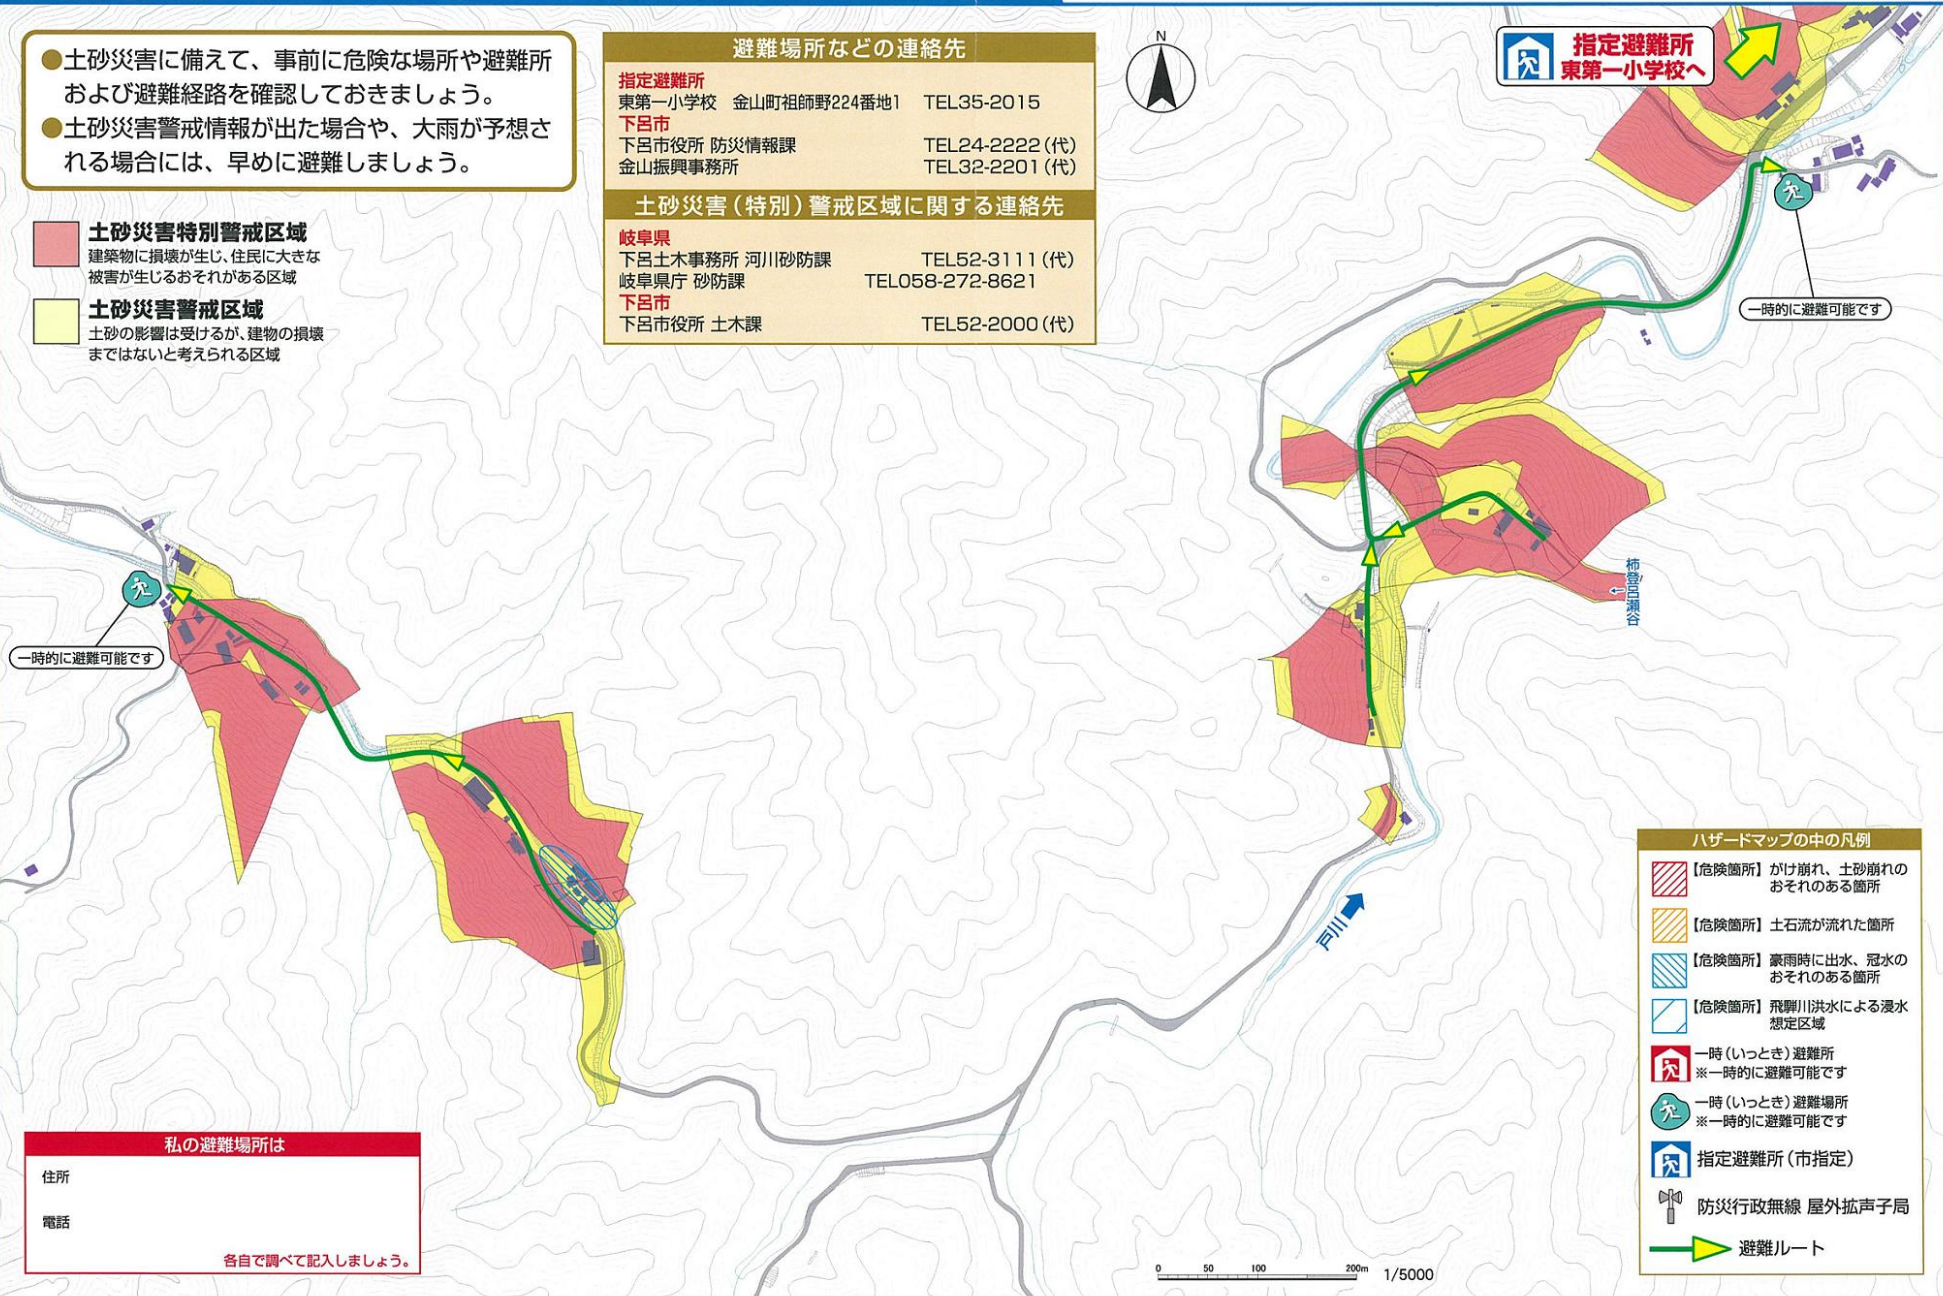 ●土砂災害に備えて、事前に危険な場所や避難所
および避難経路を確認しておきましょう。
●土砂災害警戒情報が出た場合や、大雨が予想さ
れる場合には、早めに避難しましょう。
土砂災害特別警戒区域
建築物に損壊が生じ、住民に大きな
被害が生じるおそれがある区域
土砂災害警戒区域
土砂の影響は受けるが、建物の損壊
まではないと考えられる区域
避難場所などの連絡先
指定避難所
東第一小学校 金山町祖師野224番地1 TEL35-2015
下呂市
下呂市役所 防災情報課 TEL24-2222(代)
金山振興事務所 TEL32-2201(代)
土砂災害(特別)警戒区域に関する連絡先
岐阜県
下呂土木事務所 河川砂防課 TEL52-3111(代)
岐阜県庁 砂防課 TEL058-272-8621
下呂市
下呂市役所 土木課 TEL52-2000(代)
N
指定避難所
東第一小学校へ
一時的に避難可能です
柿登呂瀬谷
一時的に避難可能です
戸川
ハザードマップの中の凡例
【危険箇所】がけ崩れ、土砂崩れの
おそれのある箇所
【危険箇所】土石流が流れた箇所
【危険箇所】豪雨時に出水、冠水の
おそれのある箇所
【危険箇所】飛騨川洪水による浸水
想定区域
一時(いっとき)避難所
※一時的に避難可能です
一時(いっとき)避難場所
※一時的に避難可能です
指定避難所(市指定)
防災行政無線 屋外拡声子局
避難ルート
私の避難場所は
住所
電話
各自で調べて記入しましょう。
0 50 100 200m 1/5000